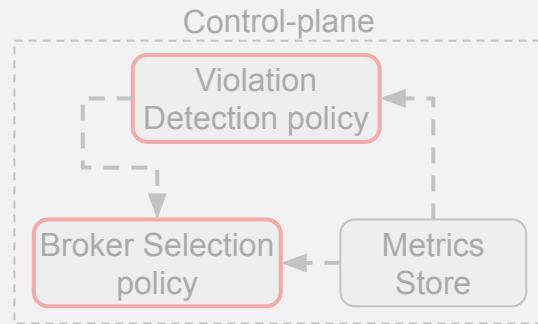 Control-plane
Violation
Detection policy
Broker Selection
policy
Metrics
Store